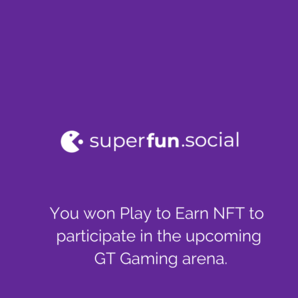 superfun.social
You won Play to Earn NFT to
participate in the upcoming
GT Gaming arena.